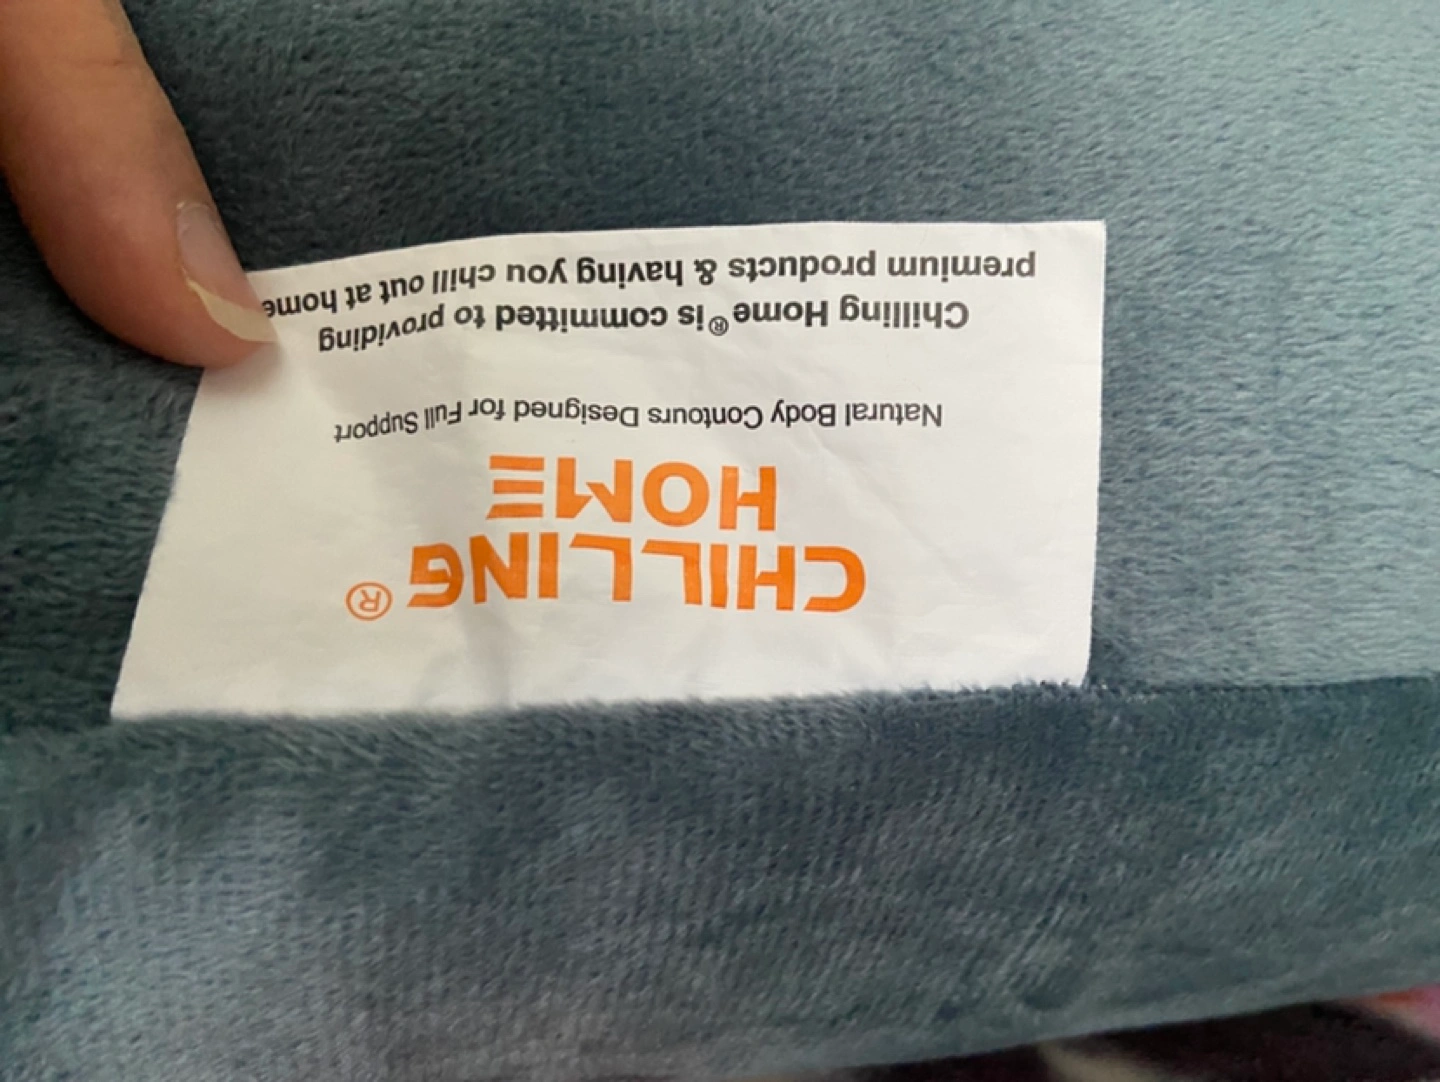 CHILLING ®
HOME
Natural Body Contours Designed for Full Support
Chilling Home® is committed to providing
premium products & having you chill out at home